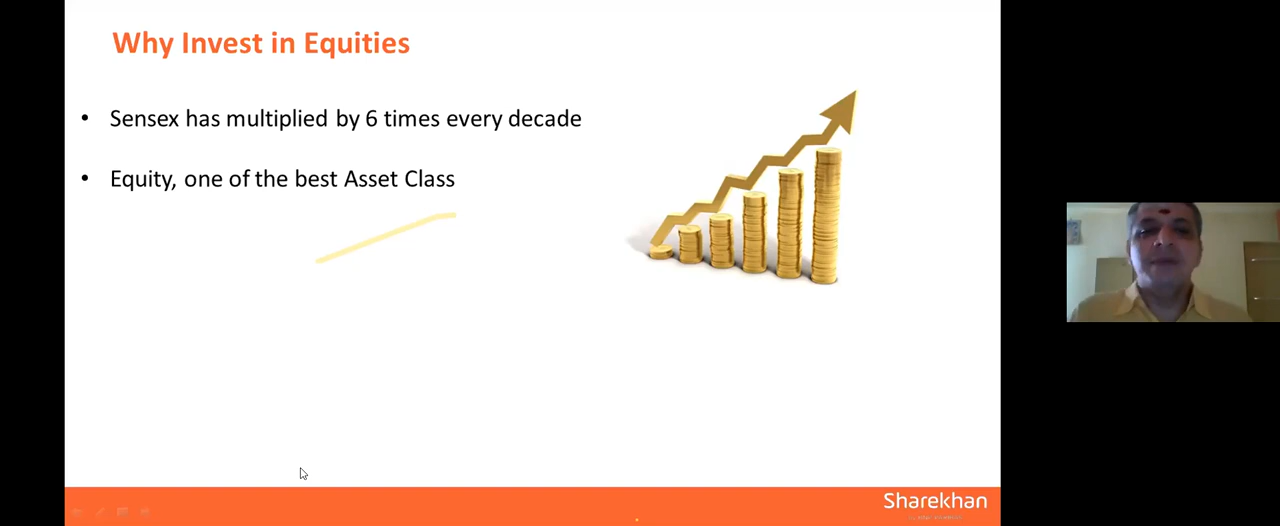 Why Invest in Equities
• Sensex has multiplied by 6 times every decade
• Equity, one of the best Asset Class
Sharekhan